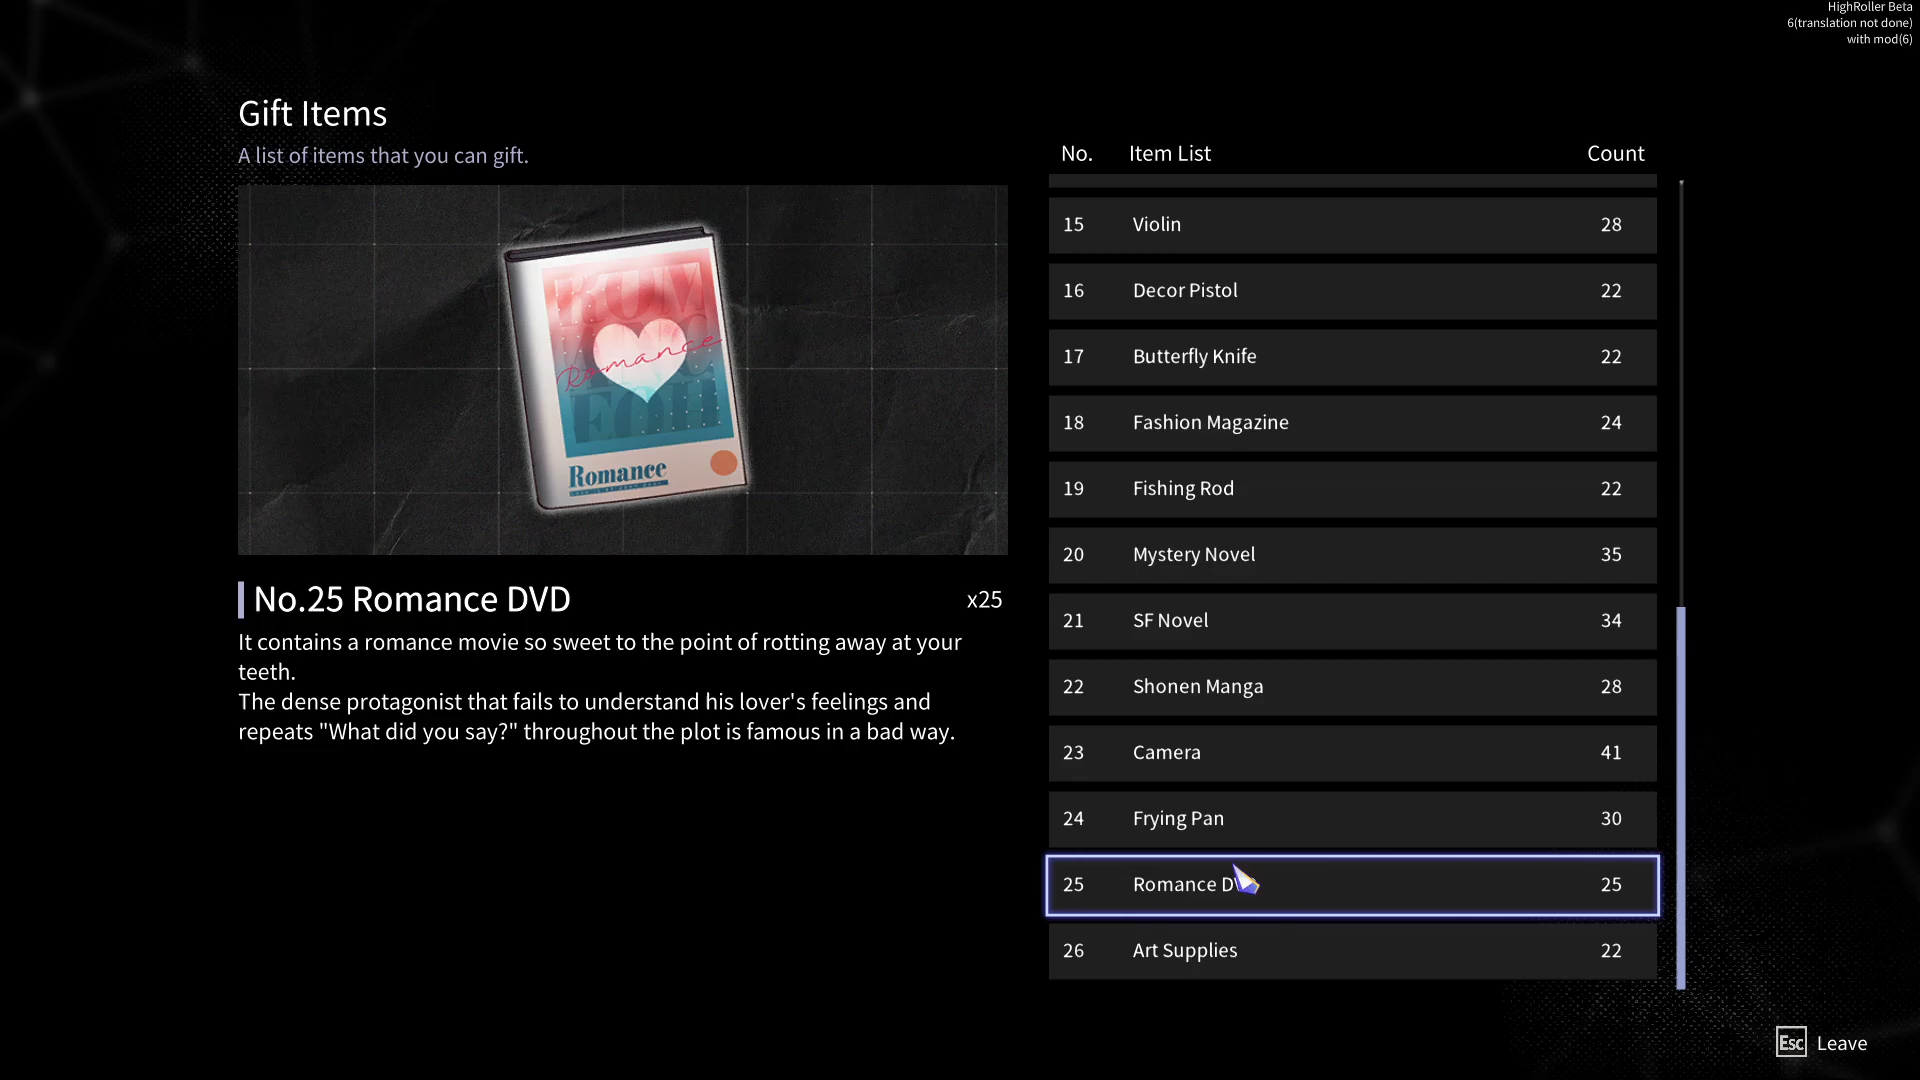 HighRoller Beta
6(translation not done)
with mod(6)
Gift Items
A list of items that you can gift.
Romance
Romance
No.25 Romance DVD x25
It contains a romance movie so sweet to the point of rotting away at your
teeth.
The dense protagonist that fails to understand his lover's feelings and
repeats "What did you say?" throughout the plot is famous in a bad way.
No. Item List Count
15 Violin 28
16 Decor Pistol 22
17 Butterfly Knife 22
18 Fashion Magazine 24
19 Fishing Rod 22
20 Mystery Novel 35
21 SF Novel 34
22 Shonen Manga 28
23 Camera 41
24 Frying Pan 30
25 Romance 25
26 Art Supplies 22
Esc Leave